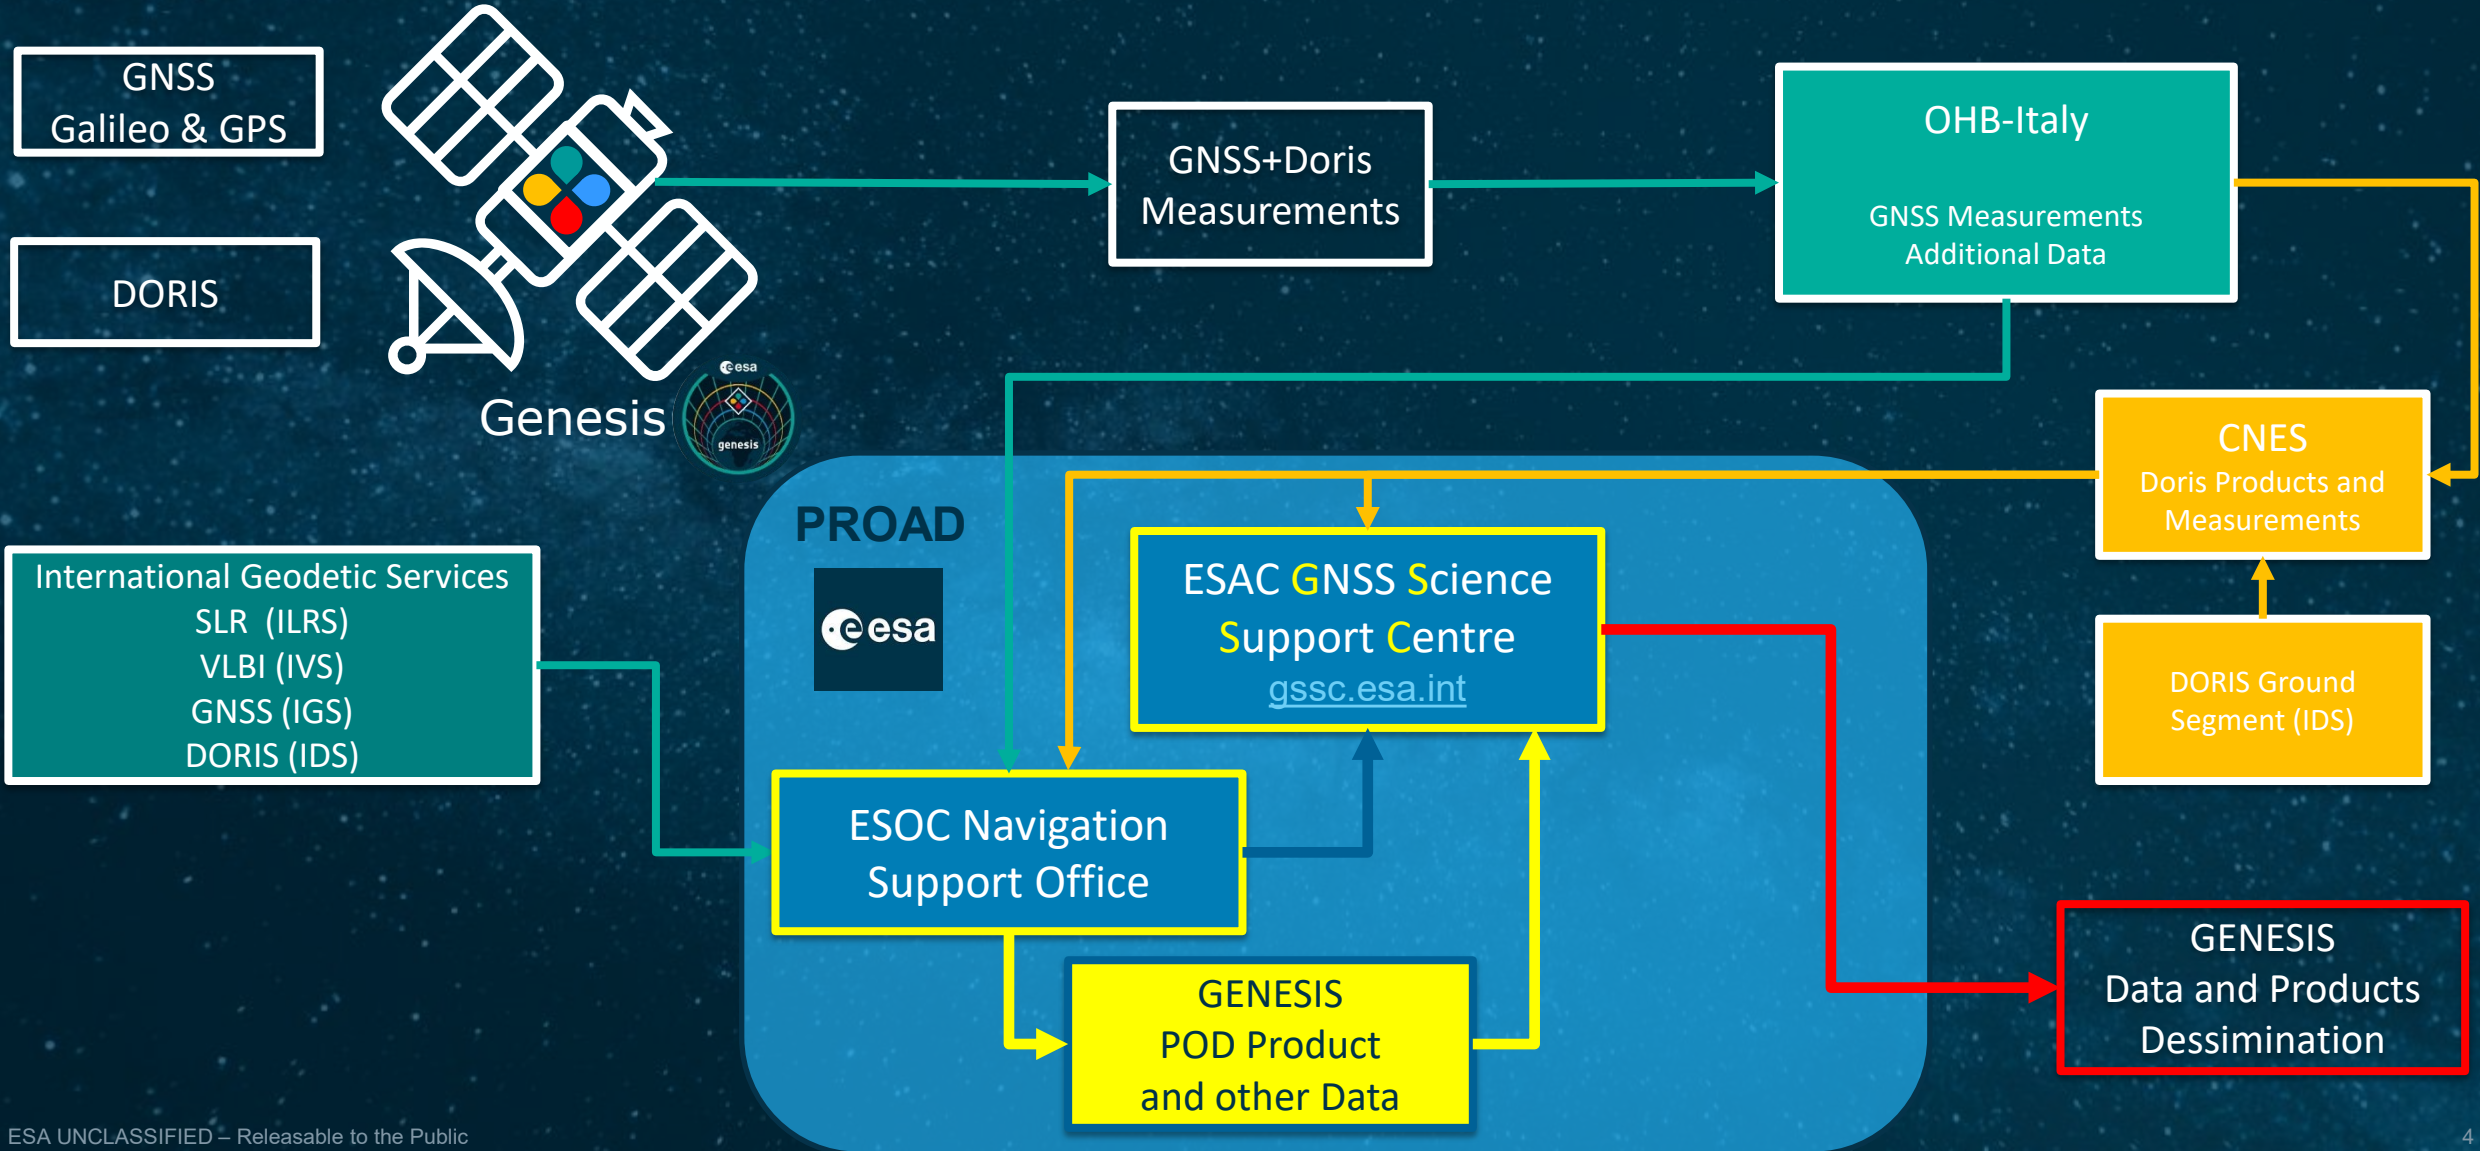 GNSS
Galileo & GPS
DORIS
Genesis
esa
genesis
GNSS+Doris
Measurements
OHB-Italy
GNSS Measurements
Additional Data
CNES
Doris Products and
Measurements
DORIS Ground
Segment (IDS)
International Geodetic Services
SLR (ILRS)
VLBI (IVS)
GNSS (IGS)
DORIS (IDS)
PROAD
esa
ESAC GNSS Science
Support Centre
gssc.esa.int
ESOC Navigation
Support Office
GENESIS
POD Product
and other Data
GENESIS
Data and Products
Dessimination
ESA UNCLASSIFIED – Releasable to the Public
4